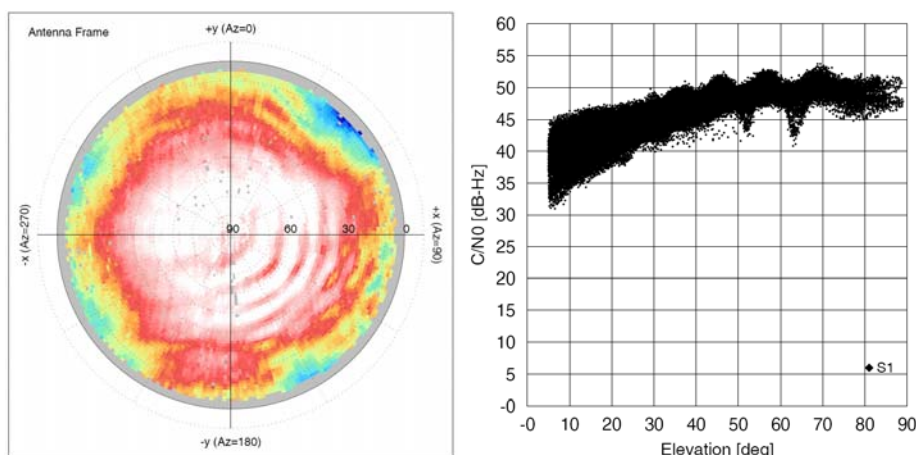 Antenna Frame
+y (Az=0)
-x (Az=270)
90 60 30 0
+x (Az=90)
-y (Az=180)
60
55
50
45
40
35
30
25
20
15
10
5
-0
C/N0 [dB-Hz]
S1
-0 10 20 30 40 50 60 70 80 90
Elevation [deg]